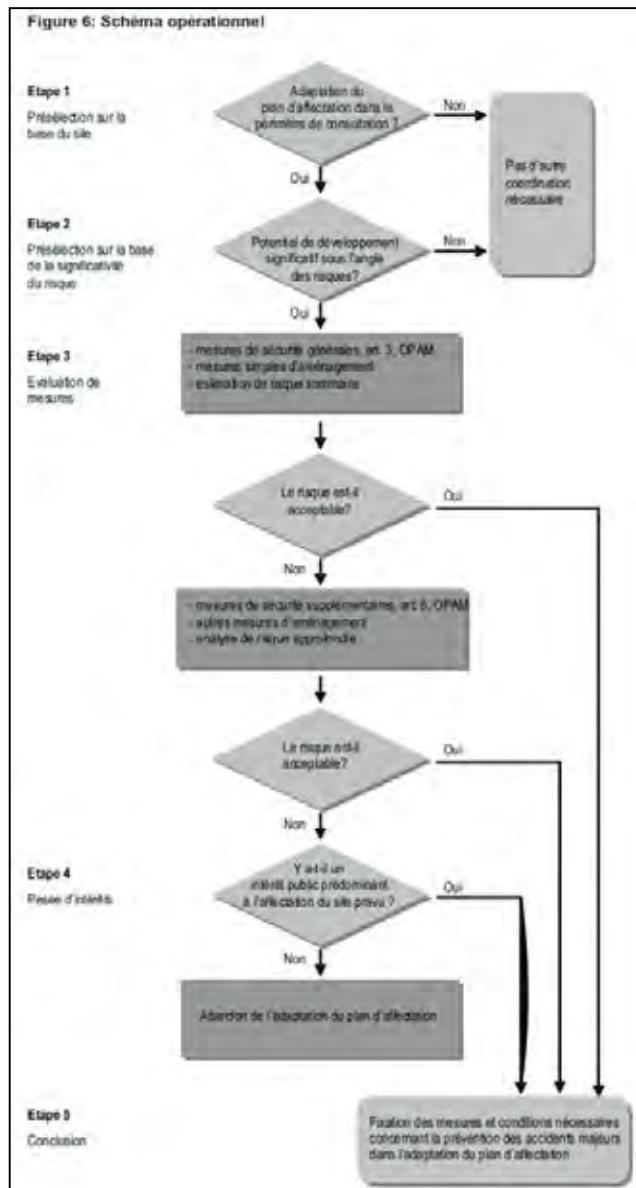 Figure 6: Schéma opérationnel
Etape 1
Présélection sur la
base du site
Adaptation du
plan d'affectation dans le
périmètre de consultation ?
Non
Pas d'autre
coordination
nécessaire
Oui
Etape 2
Présélection sur la base
de la significativité
du risque
Potentiel de développement
significatif sous l'angle
des risques?
Non
Oui
Etape 3
Evaluation de
mesures
- mesures de sécurité générales, art. 3, OPAM
- mesures simples d'aménagement
- estimation de risque sommaire
Le risque est-il
acceptable?
Oui
Non
- mesures de sécurité supplémentaires, art. OPAM
- autres mesures d'aménagement
- analyse de risque approfondie
Le risque est-il
acceptable?
Oui
Non
Etape 4
Pesée d'intérêts
Y a-t-il un
intérêt public prédominant
à l'affectation du site prévu ?
Oui
Non
Abandon de l'adaptation du plan d'affectation
Etape 5
Conclusion
Fixation des mesures et conditions nécessaires
concernant la prévention des accidents majeurs
dans l'adaptation du plan d'affectation